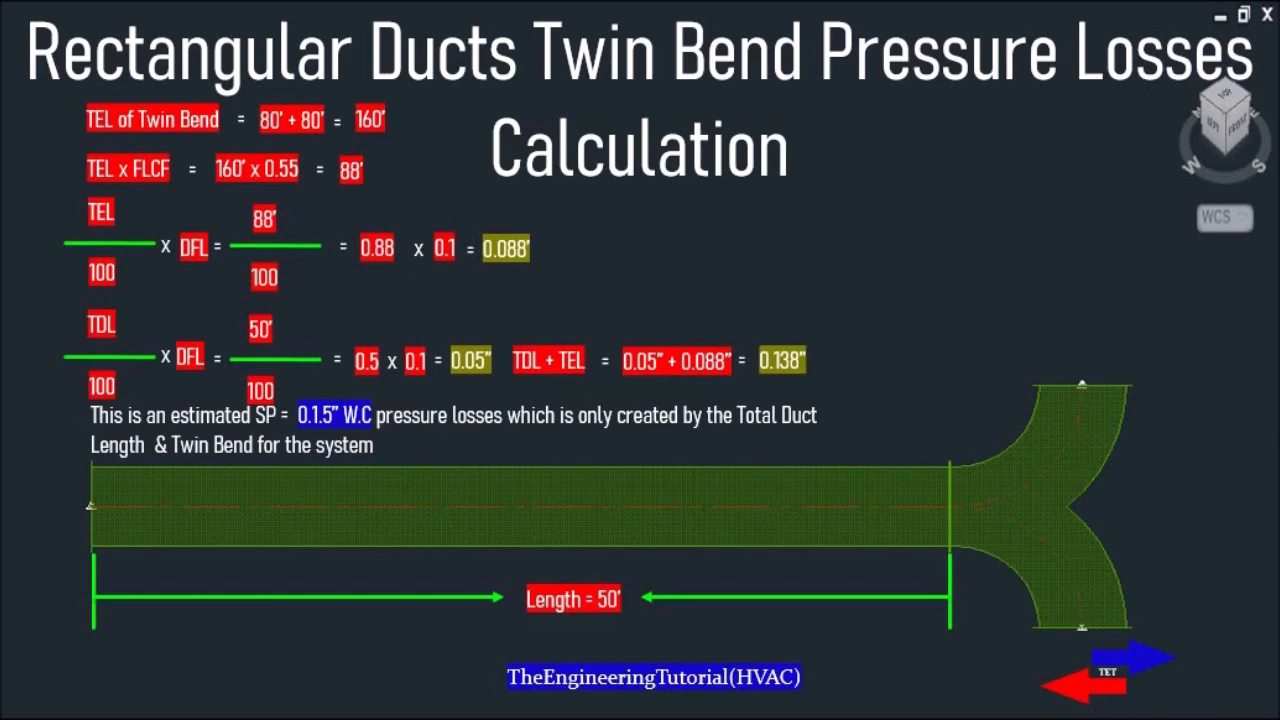 Rectangular Ducts Twin Bend Pressure Losses
Calculation
TEL of Twin Bend = 80' + 80' = 160'
TEL x FLCF = 160' x 0.55 = 88'
TEL 88'
x DFL = = 0.88 x 0.1 = 0.088'
100 100
TDL 50'
x DFL = = 0.5 x 0.1 = 0.05" TDL + TEL = 0.05" + 0.088" = 0.138"
100 100
This is an estimated SP = 0.1.5" W.C pressure losses which is only created by the Total Duct
Length & Twin Bend for the system
Length = 50'
TheEngineeringTutorial(HVAC)
TET
TOP
LEFT FRONT
N E
W S
WCS